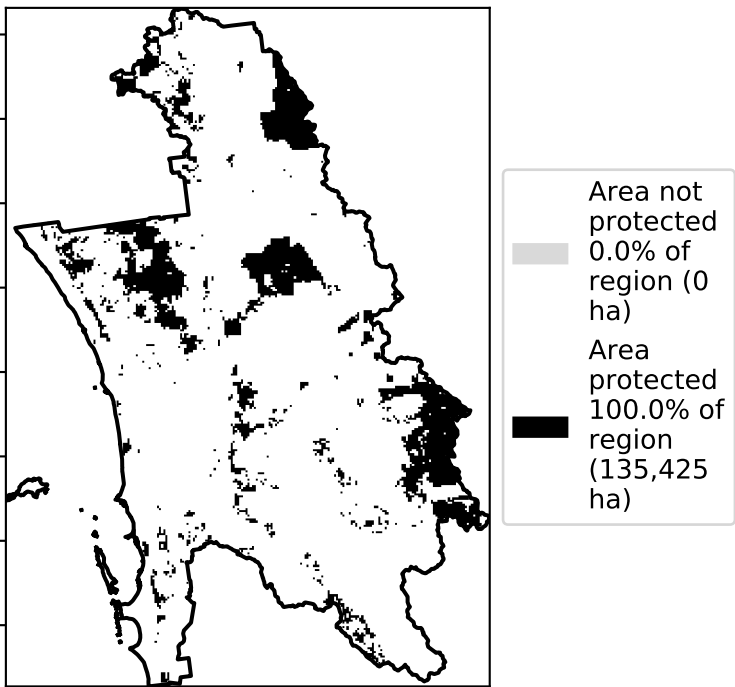 Area not
protected
0.0% of
region (0
ha)
Area
protected
100.0% of
region
(135,425
ha)